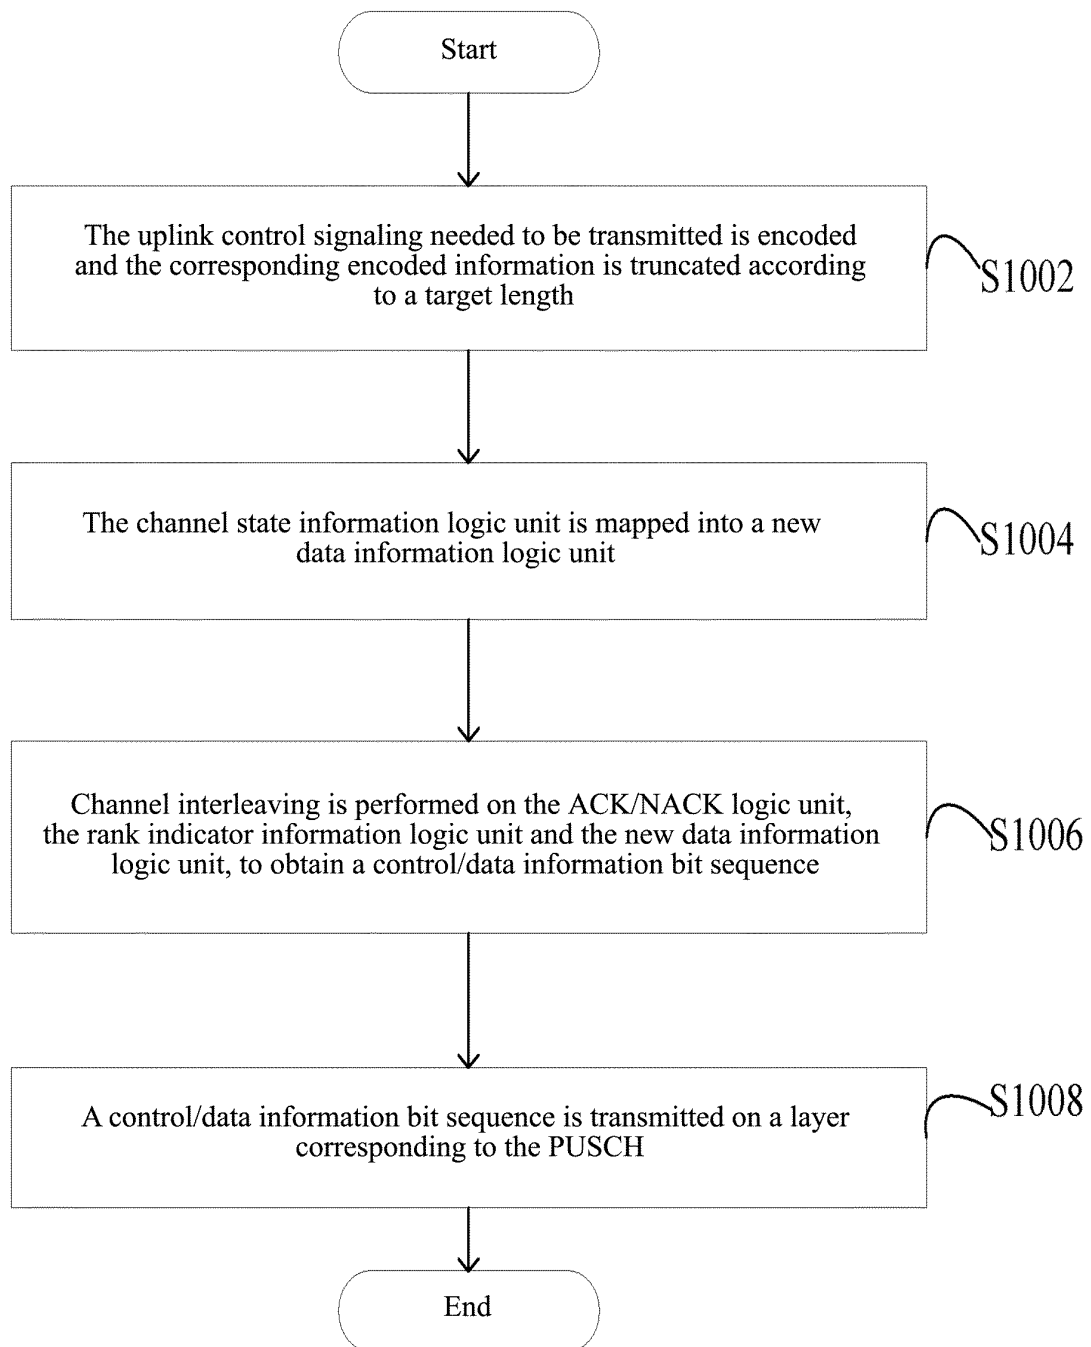 Start
The uplink control signaling needed to be transmitted is encoded
and the corresponding encoded information is truncated according
to a target length
S1002
The channel state information logic unit is mapped into a new
data information logic unit
S1004
Channel interleaving is performed on the ACK/NACK logic unit,
the rank indicator information logic unit and the new data information
logic unit, to obtain a control/data information bit sequence
S1006
A control/data information bit sequence is transmitted on a layer
corresponding to the PUSCH
S1008
End